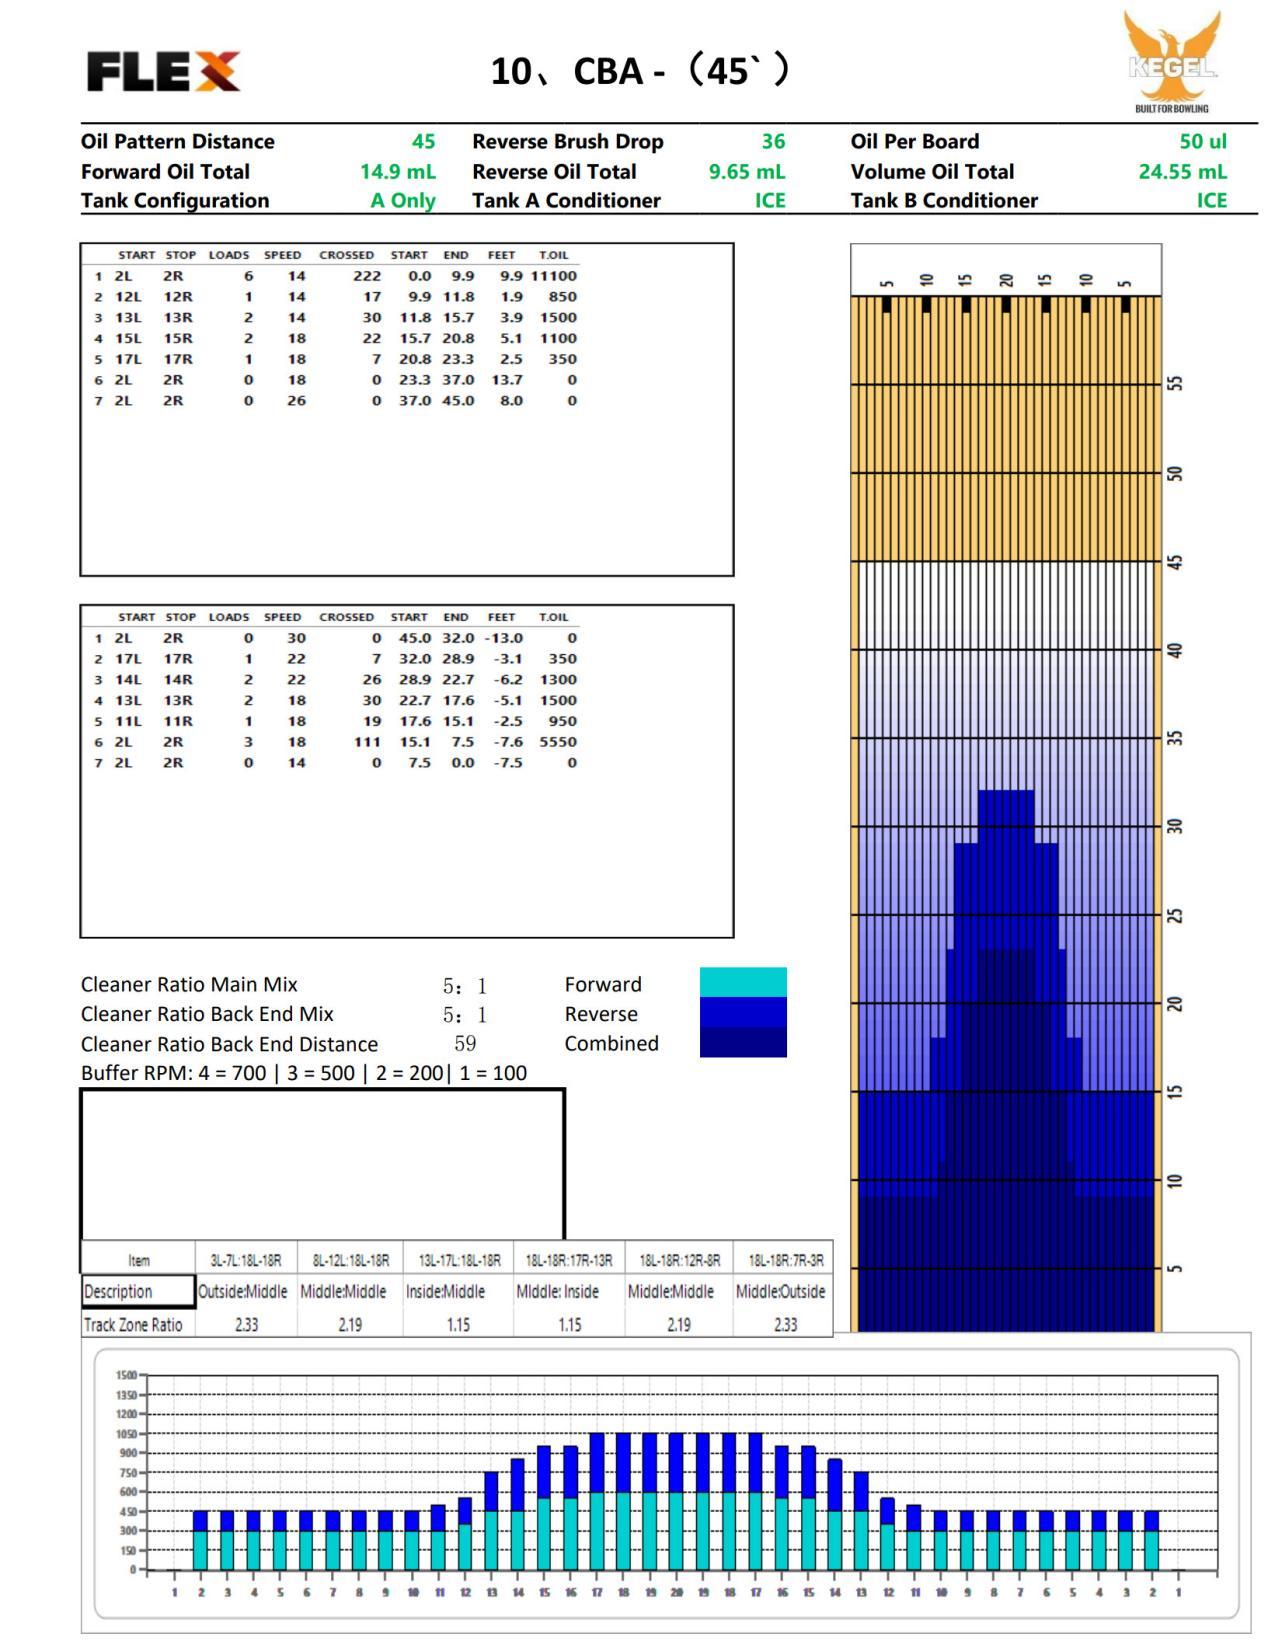 FLEX
10、CBA -（45`）
KEGEL
BUILT FOR BOWLING
Oil Pattern Distance 45 Reverse Brush Drop 36 Oil Per Board 50 ul
Forward Oil Total 14.9 mL Reverse Oil Total 9.65 mL Volume Oil Total 24.55 mL
Tank Configuration A Only Tank A Conditioner ICE Tank B Conditioner ICE
START STOP LOADS SPEED CROSSED START END FEET T.OIL
1 2L 2R 6 14 222 0.0 9.9 9.9 11100
2 12L 12R 1 14 17 9.9 11.8 1.9 850
3 13L 13R 2 14 30 11.8 15.7 3.9 1500
4 15L 15R 2 18 22 15.7 20.8 5.1 1100
5 17L 17R 1 18 7 20.8 23.3 2.5 350
6 2L 2R 0 18 0 23.3 37.0 13.7 0
7 2L 2R 0 26 0 37.0 45.0 8.0 0
START STOP LOADS SPEED CROSSED START END FEET T.OIL
1 2L 2R 0 30 0 45.0 32.0 -13.0 0
2 17L 17R 1 22 7 32.0 28.9 -3.1 350
3 14L 14R 2 22 26 28.9 22.7 -6.2 1300
4 13L 13R 2 18 30 22.7 17.6 -5.1 1500
5 11L 11R 1 18 19 17.6 15.1 -2.5 950
6 2L 2R 3 18 111 15.1 7.5 -7.6 5550
7 2L 2R 0 14 0 7.5 0.0 -7.5 0
5 10 15 20 15 10 5
55
50
45
40
35
30
25
20
15
10
5
Cleaner Ratio Main Mix 5：1 Forward
Cleaner Ratio Back End Mix 5：1 Reverse
Cleaner Ratio Back End Distance 59 Combined
Buffer RPM: 4 = 700 | 3 = 500 | 2 = 200| 1 = 100
Item 3L-7L:18L-18R 8L-12L:18L-18R 13L-17L:18L-18R 18L-18R:17R-13R 18L-18R:12R-8R 18L-18R:7R-3R
Description Outside:Middle Middle:Middle Inside:Middle MIddle: Inside Middle:Middle Middle:Outside
Track Zone Ratio 2.33 2.19 1.15 1.15 2.19 2.33
1500
1350
1200
1050
900
750
600
450
300
150
0
1 2 3 4 5 6 7 8 9 10 11 12 13 14 15 16 17 18 19 20 19 18 17 16 15 14 13 12 11 10 9 8 7 6 5 4 3 2 1